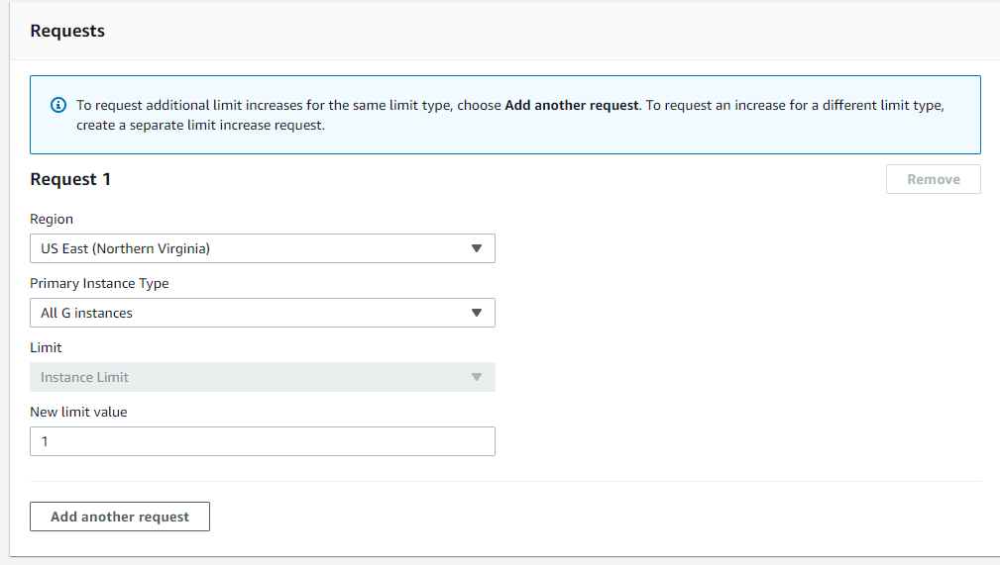 Requests
To request additional limit increases for the same limit type, choose Add another request. To request an increase for a different limit type,
create a separate limit increase request.
Request 1
Remove
Region
US East (Northern Virginia)
Primary Instance Type
All G instances
Limit
Instance Limit
New limit value
1
Add another request